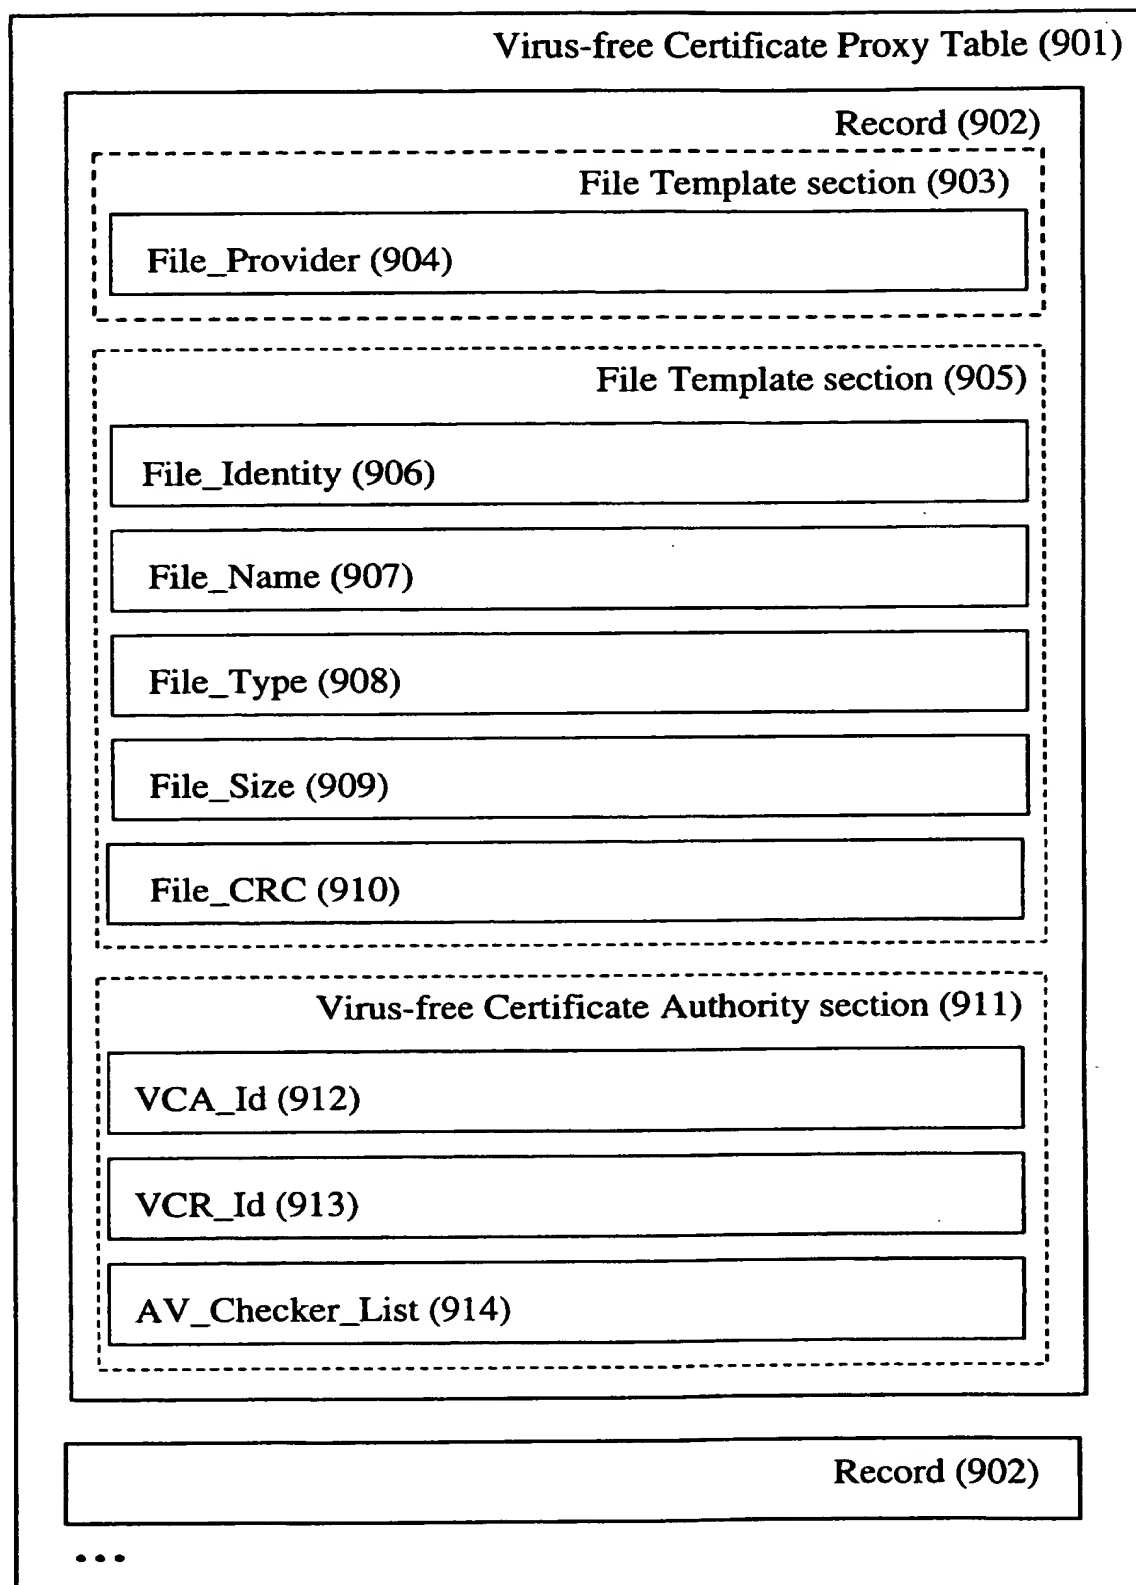 Virus-free Certificate Proxy Table (901)
Record (902)
File Template section (903)
File_Provider (904)
File Template section (905)
File_Identity (906)
File_Name (907)
File_Type (908)
File_Size (909)
File_CRC (910)
Virus-free Certificate Authority section (911)
VCA_Id (912)
VCR_Id (913)
AV_Checker_List (914)
Record (902)
...